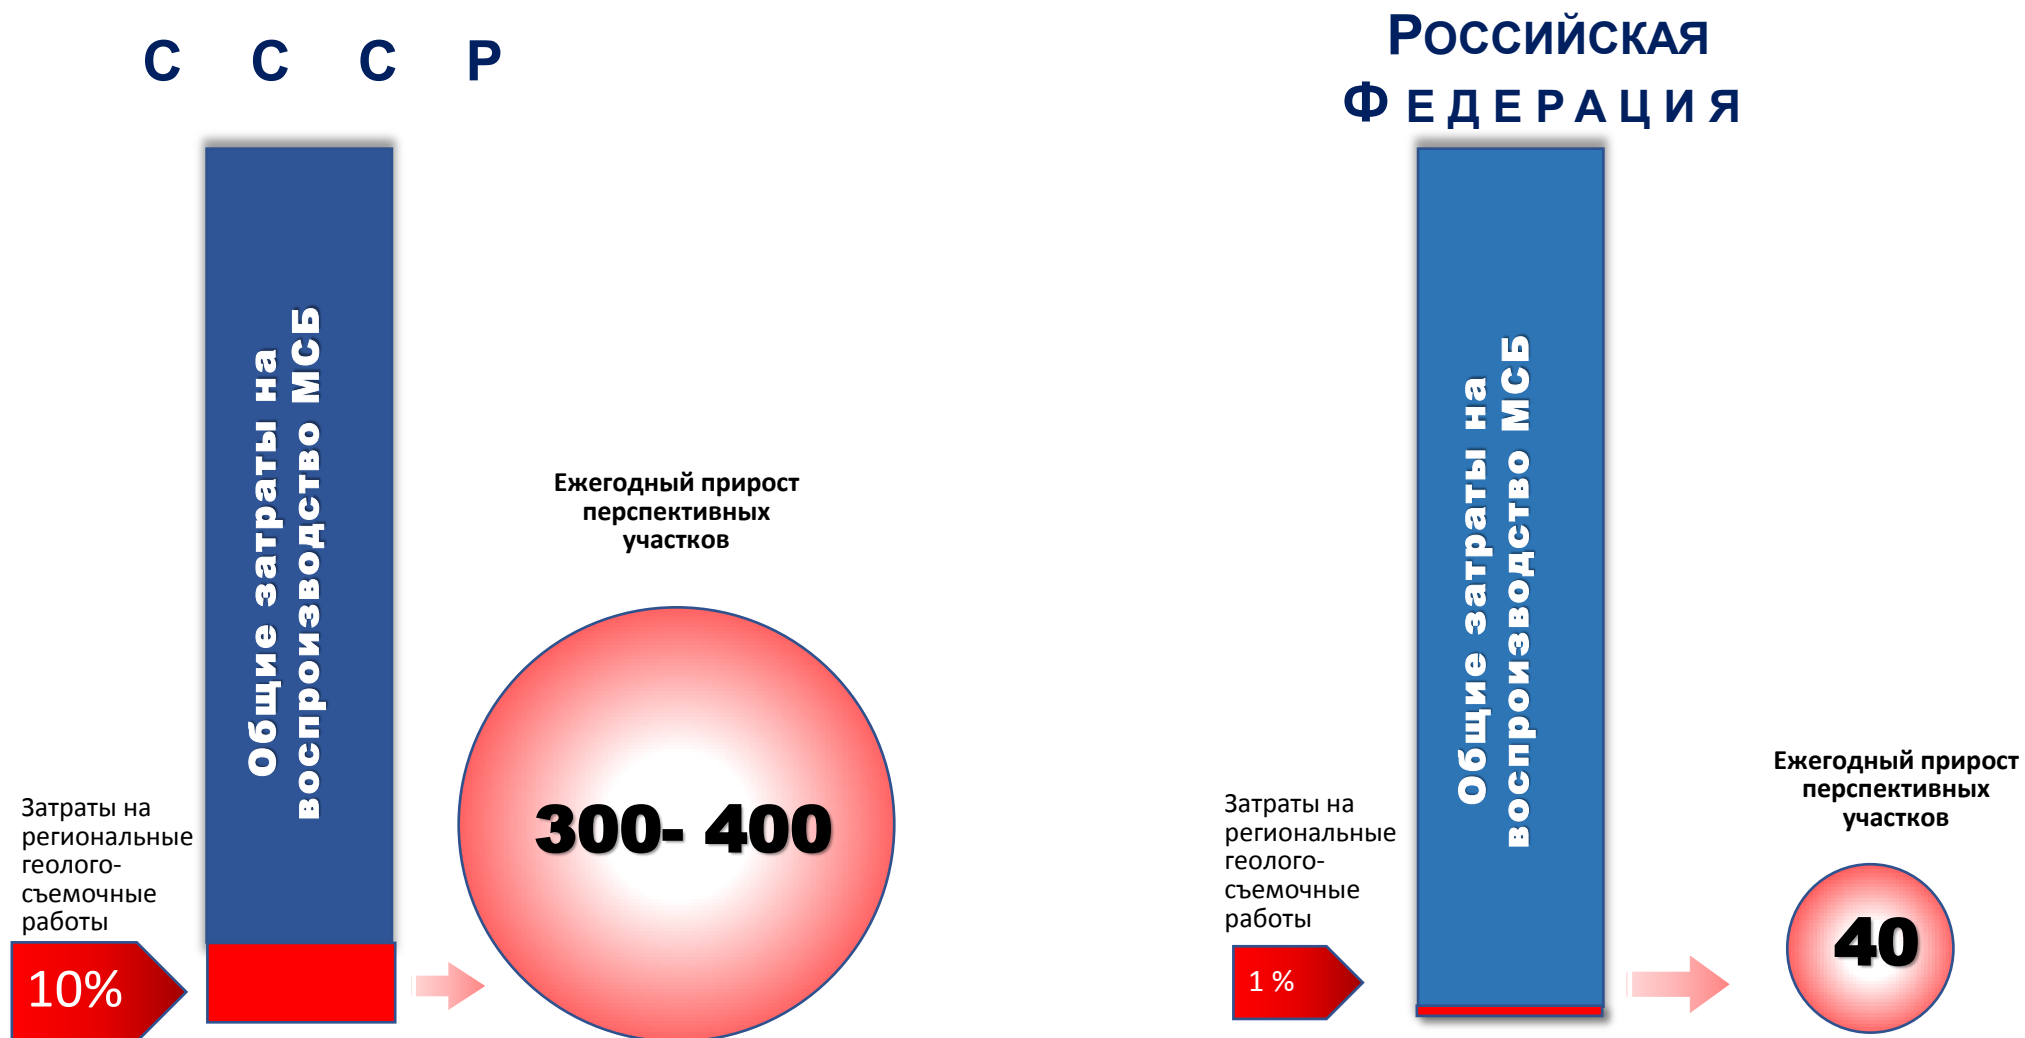 С С С Р
Общие затраты на
воспроизводство МСБ
Ежегодный прирост
перспективных
участков
300- 400
Затраты на
региональные
геолого-
съемочные
работы
10%
РОССИЙСКАЯ
ФЕДЕРАЦИЯ
Общие затраты на
воспроизводство МСБ
Ежегодный прирост
перспективных
участков
40
Затраты на
региональные
геолого-
съемочные
работы
1 %